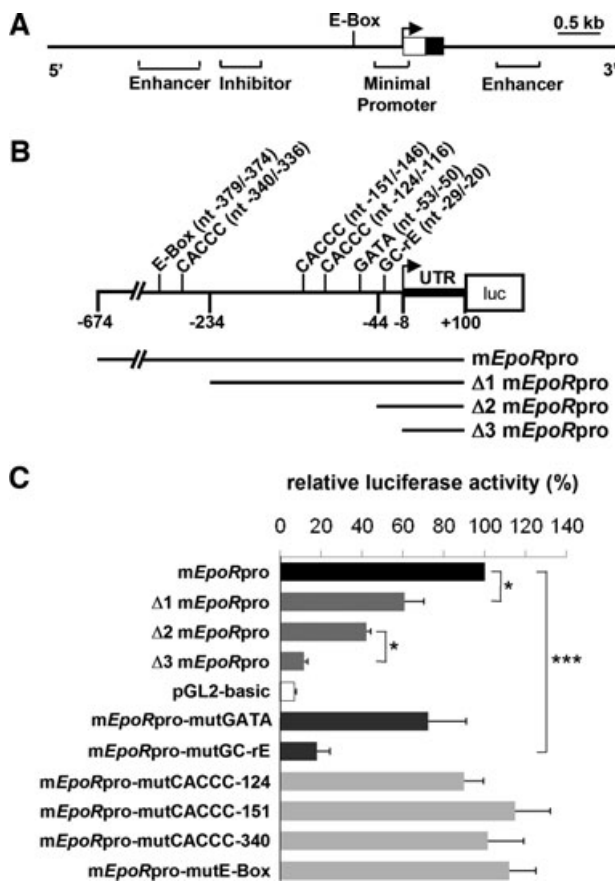 A
E-Box
0.5 kb
5'
3'
Enhancer
Inhibitor
Minimal
Promoter
Enhancer
B
E-Box (nt -379/-374)
CACCC (nt -340/-336)
CACCC (nt -151/-146)
CACCC (nt -124/-116)
GATA (nt -53/-50)
GC-rE (nt -29/-20)
UTR
luc
-674
-234
-44
-8
+100
mEpoRpro
Δ1 mEpoRpro
Δ2 mEpoRpro
Δ3 mEpoRpro
C
relative luciferase activity (%)
0 20 40 60 80 100 120 140
mEpoRpro
*
Δ1 mEpoRpro
Δ2 mEpoRpro
*
Δ3 mEpoRpro
***
pGL2-basic
mEpoRpro-mutGATA
mEpoRpro-mutGC-rE
mEpoRpro-mutCACCC-124
mEpoRpro-mutCACCC-151
mEpoRpro-mutCACCC-340
mEpoRpro-mutE-Box